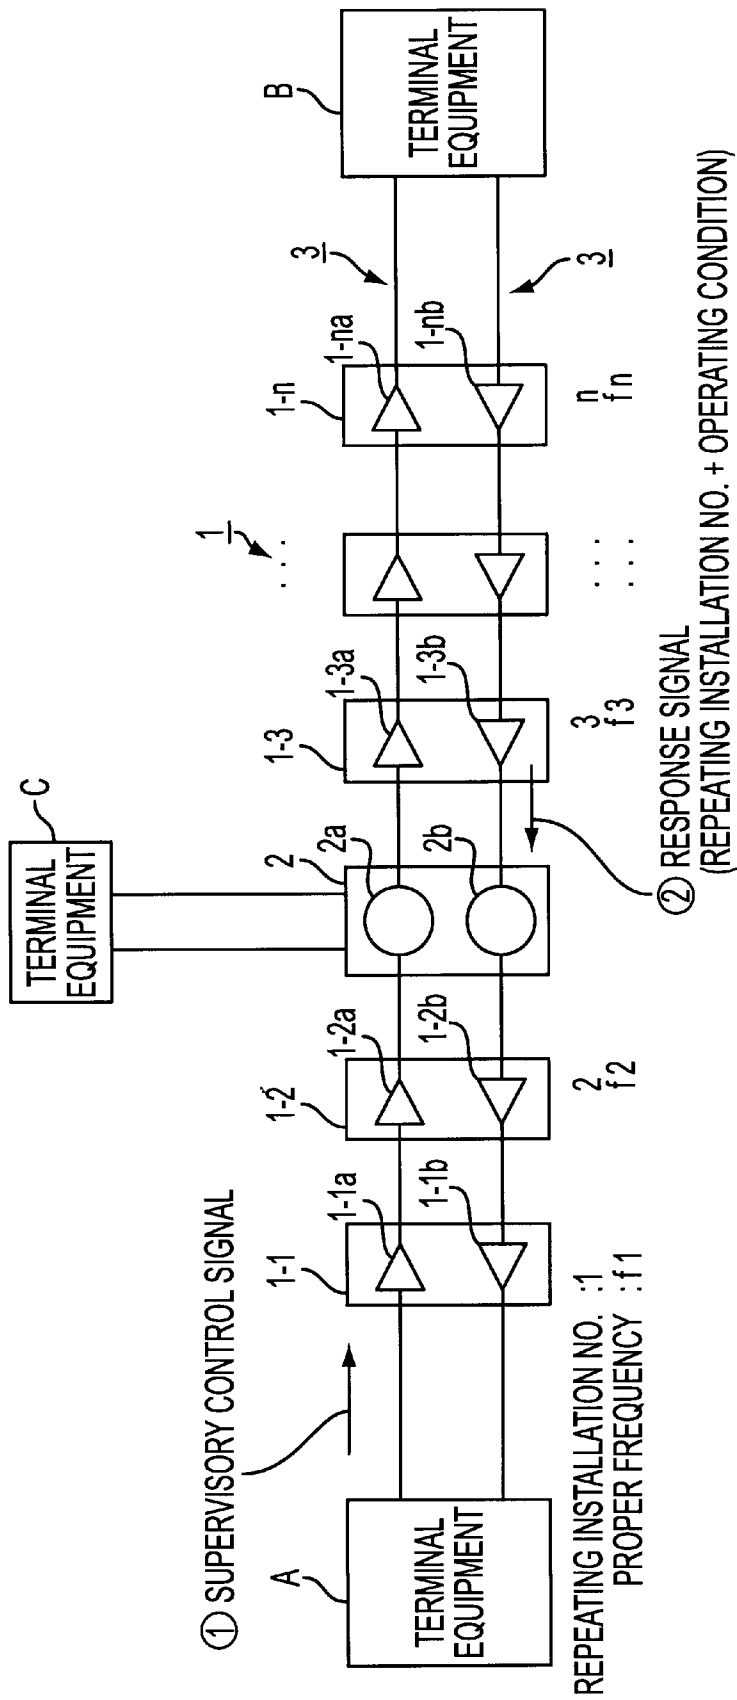 ① SUPERVISORY CONTROL SIGNAL
TERMINAL
EQUIPMENT
C
A
TERMINAL
EQUIPMENT
1-1
1-1a
1-1b
1-2
1-2a
1-2b
2
2a
2b
1-3
1-3a
1-3b
1
. . .
1-n
1-na
1-nb
3
3
B
TERMINAL
EQUIPMENT
REPEATING INSTALLATION NO. :1
PROPER FREQUENCY :f1
2
f2
3
f3
. . .
. . .
n
fn
② RESPONSE SIGNAL
(REPEATING INSTALLATION NO. + OPERATING CONDITION)